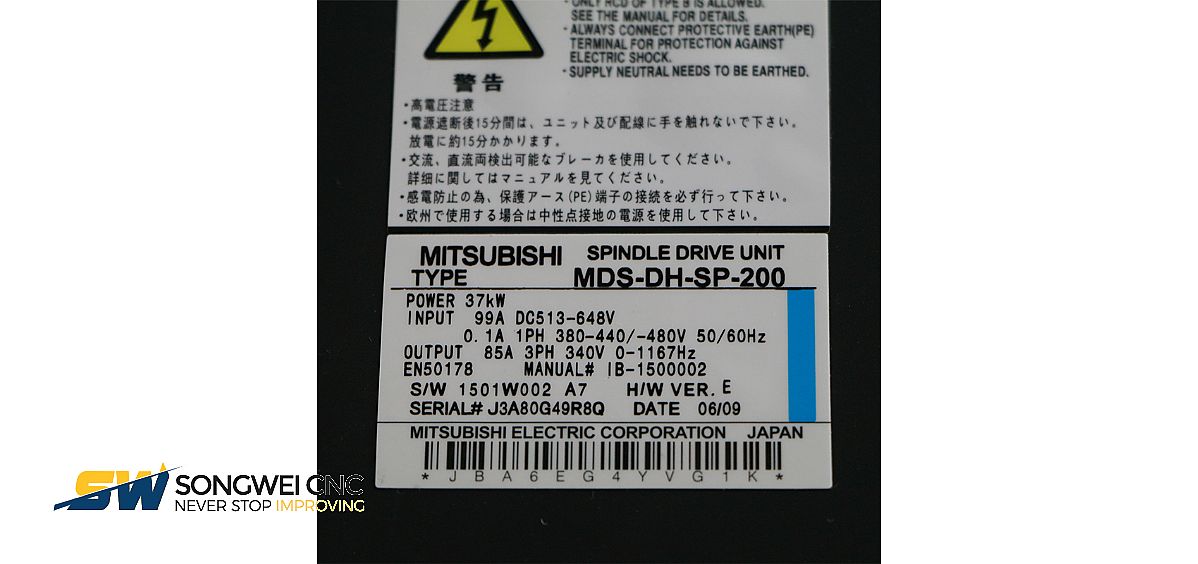 · ONLY RCD OF TYPE B IS ALLOWED.
SEE THE MANUAL FOR DETAILS.
· ALWAYS CONNECT PROTECTIVE EARTH(PE)
TERMINAL FOR PROTECTION AGAINST
ELECTRIC SHOCK.
· SUPPLY NEUTRAL NEEDS TO BE EARTHED.
警告
・高電圧注意
・電源遮断後15分間は、ユニット及び配線に手を触れないで下さい。
放電に約15分かかります。
・交流、直流両検出可能なブレーカを使用してください。
詳細に関してはマニュアルを見てください。
・感電防止の為、保護アース(PE)端子の接続を必ず行って下さい。
・欧州で使用する場合は中性点接地の電源を使用して下さい。
MITSUBISHI SPINDLE DRIVE UNIT
TYPE MDS-DH-SP-200
POWER 37kW
INPUT 99A DC513-648V
0.1A 1PH 380-440/-480V 50/60Hz
OUTPUT 85A 3PH 340V 0-1167Hz
EN50178 MANUAL# IB-1500002
S/W 1501W002 A7 H/W VER. E
SERIAL# J3A80G49R8Q DATE 06/09
MITSUBISHI ELECTRIC CORPORATION JAPAN
* J B A 6 E G 4 Y V G 1 K *
SW SONGWEI CNC
NEVER STOP IMPROVING